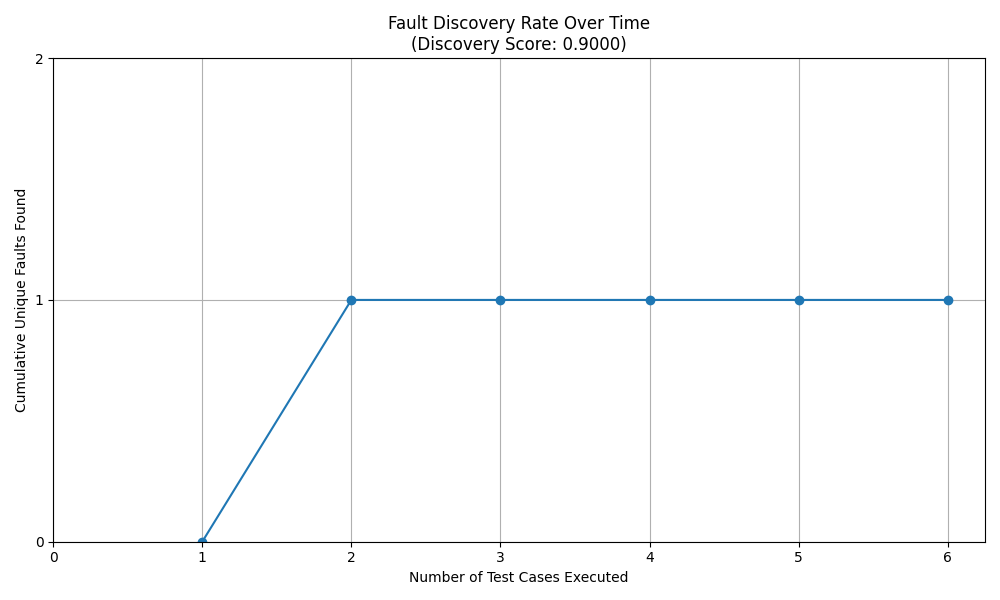 Fault Discovery Rate Over Time
(Discovery Score: 0.9000)
Cumulative Unique Faults Found
2
1
0
0 1 2 3 4 5 6
Number of Test Cases Executed